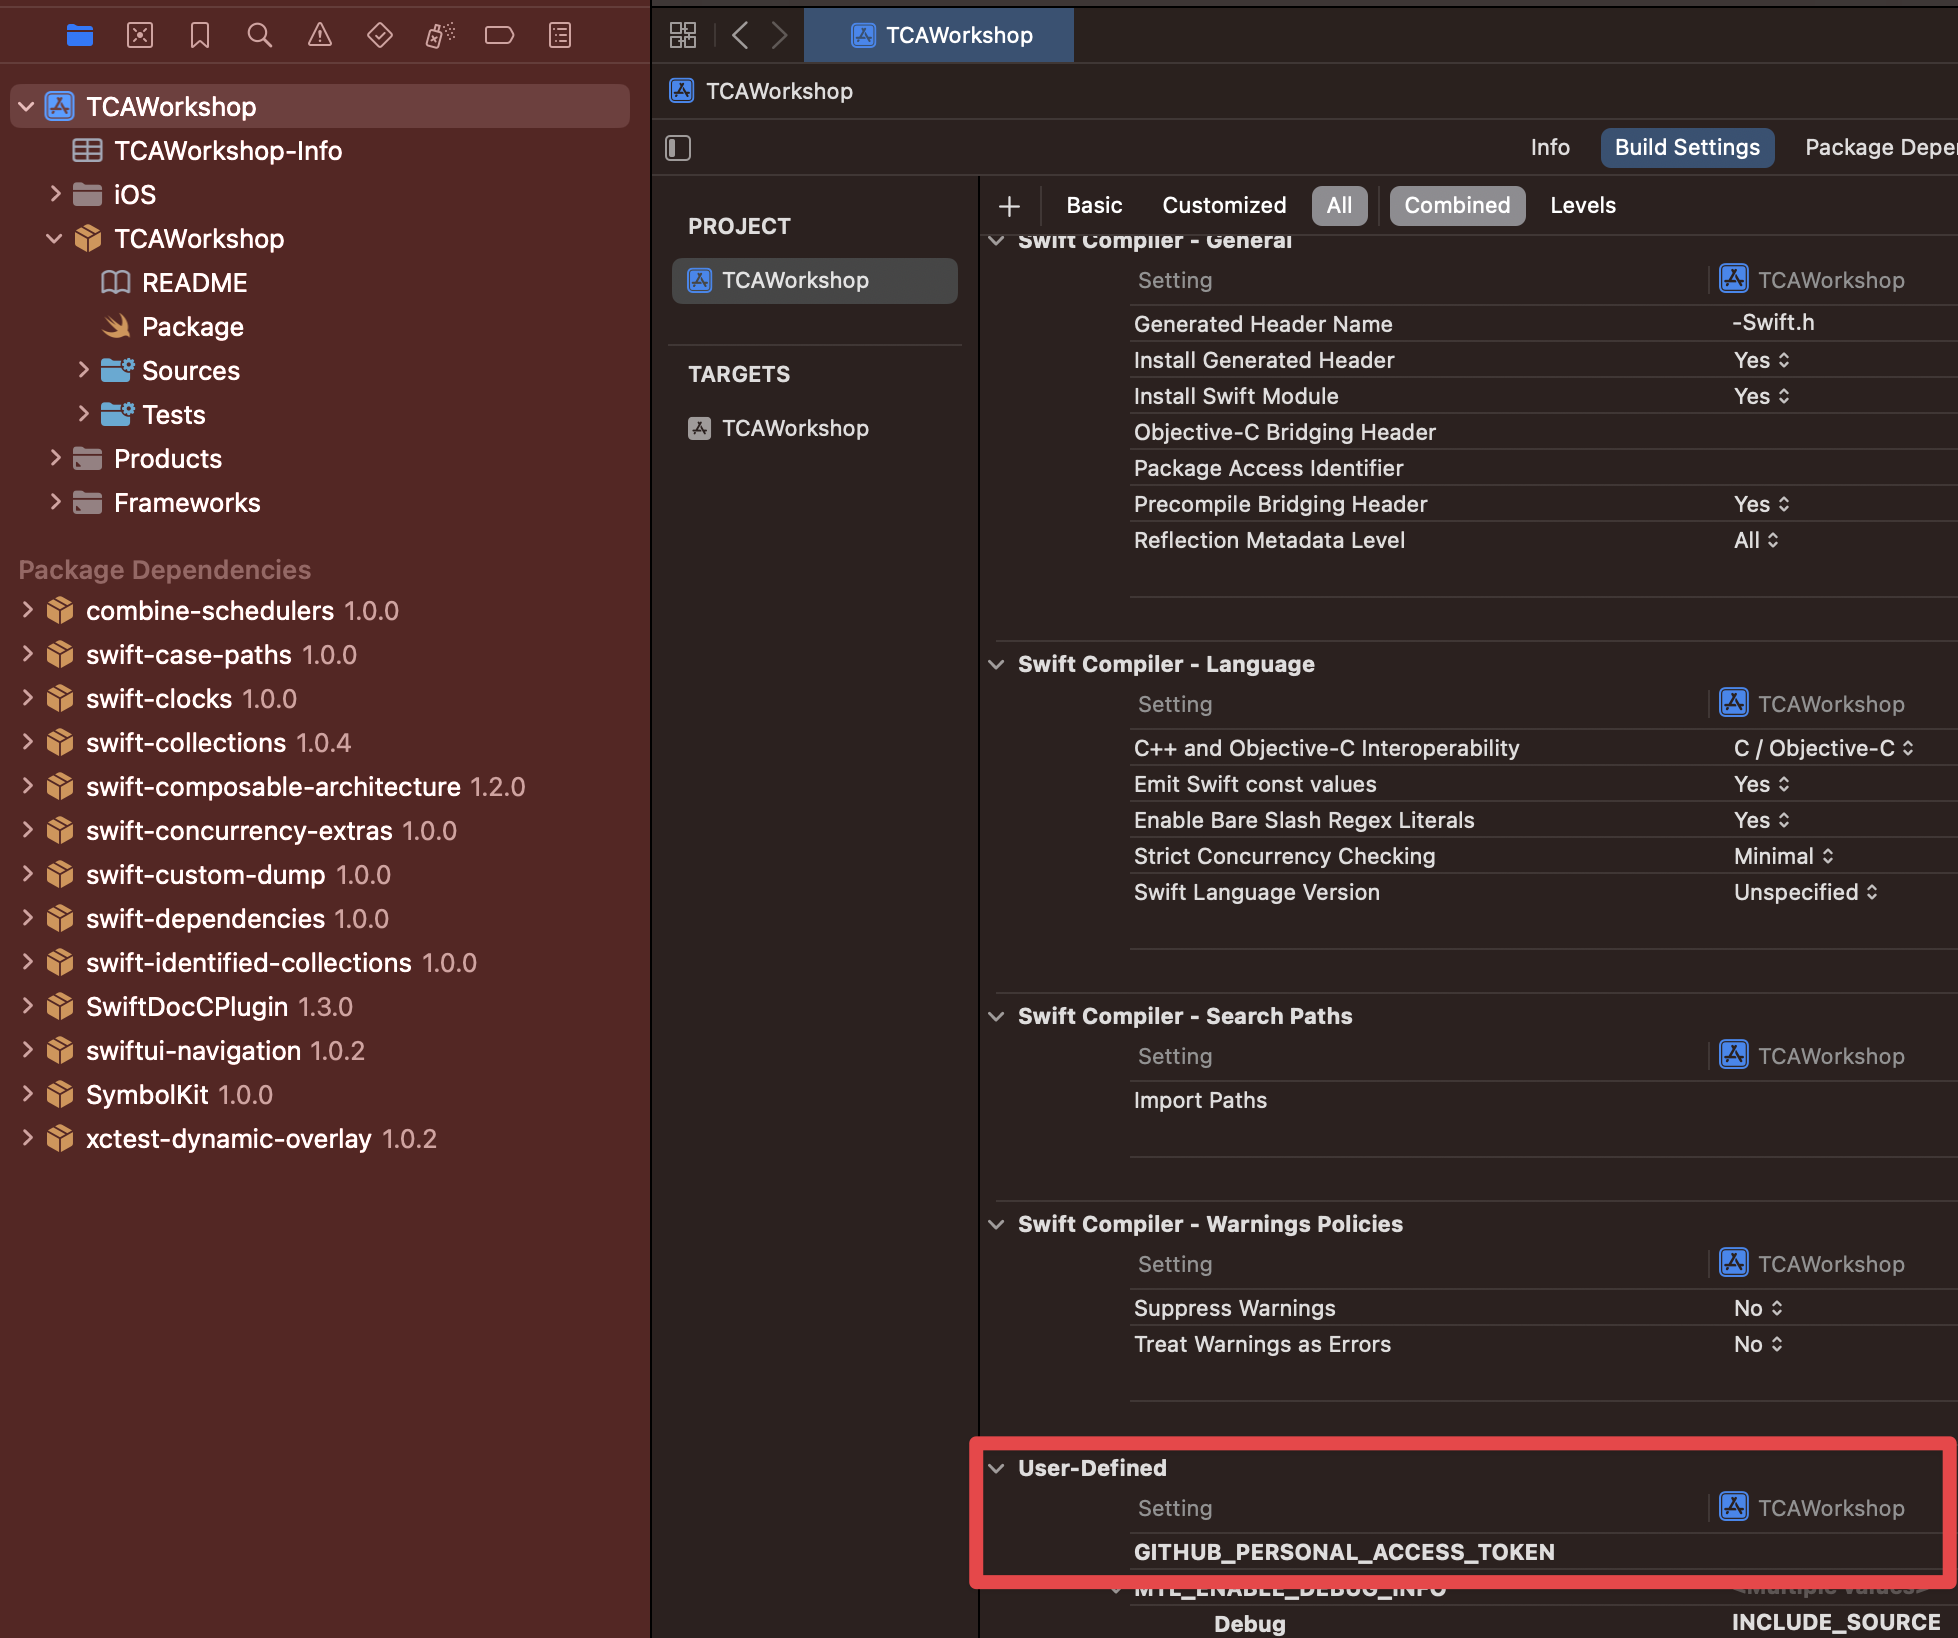 TCAWorkshop
TCAWorkshop-Info
iOS
TCAWorkshop
README
Package
Sources
Tests
Products
Frameworks
Package Dependencies
combine-schedulers 1.0.0
swift-case-paths 1.0.0
swift-clocks 1.0.0
swift-collections 1.0.4
swift-composable-architecture 1.2.0
swift-concurrency-extras 1.0.0
swift-custom-dump 1.0.0
swift-dependencies 1.0.0
swift-identified-collections 1.0.0
SwiftDocCPlugin 1.3.0
swiftui-navigation 1.0.2
SymbolKit 1.0.0
xctest-dynamic-overlay 1.0.2
TCAWorkshop
TCAWorkshop
Info Build Settings Package Depe
PROJECT
TCAWorkshop
TARGETS
TCAWorkshop
Basic Customized All Combined Levels
Swift Compiler - General
Setting TCAWorkshop
Generated Header Name -Swift.h
Install Generated Header Yes
Install Swift Module Yes
Objective-C Bridging Header
Package Access Identifier
Precompile Bridging Header Yes
Reflection Metadata Level All
Swift Compiler - Language
Setting TCAWorkshop
C++ and Objective-C Interoperability C / Objective-C
Emit Swift const values Yes
Enable Bare Slash Regex Literals Yes
Strict Concurrency Checking Minimal
Swift Language Version Unspecified
Swift Compiler - Search Paths
Setting TCAWorkshop
Import Paths
Swift Compiler - Warnings Policies
Setting TCAWorkshop
Suppress Warnings No
Treat Warnings as Errors No
User-Defined
Setting TCAWorkshop
GITHUB_PERSONAL_ACCESS_TOKEN
MTL_ENABLE_DEBUG_INFO <Multiple values>
Debug INCLUDE_SOURCE